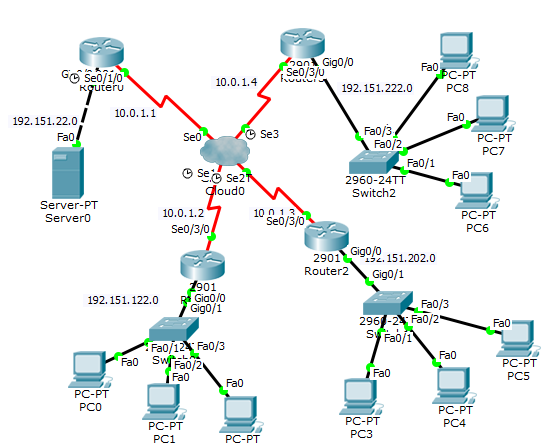 Se0/1/0
Router0
10.0.1.1
192.151.22.0
Fa0
Server-PT
Server0
10.0.1.4
Gig0/0
Se0/3/0
192.151.222.0
Fa0
PC-PT
PC8
Fa0
PC-PT
PC7
Fa0/3
Fa0/2
Fa0/1
2960-24TT
Switch2
Fa0
PC-PT
PC6
Se0
Se3
Se2
Cloud0
10.0.1.2
Se0/3/0
10.0.1.3
Se0/3/0
2901
Router2
Gig0/0
192.151.202.0
Gig0/1
Fa0/3
Fa0/2
Fa0/1
Fa0
PC-PT
PC5
Fa0
PC-PT
PC4
Fa0
PC-PT
PC3
2901
Gig0/0
Gig0/1
192.151.122.0
Fa0/1
Fa0/2
Fa0/3
Fa0
PC-PT
PC0
Fa0
PC-PT
PC1
Fa0
PC-PT